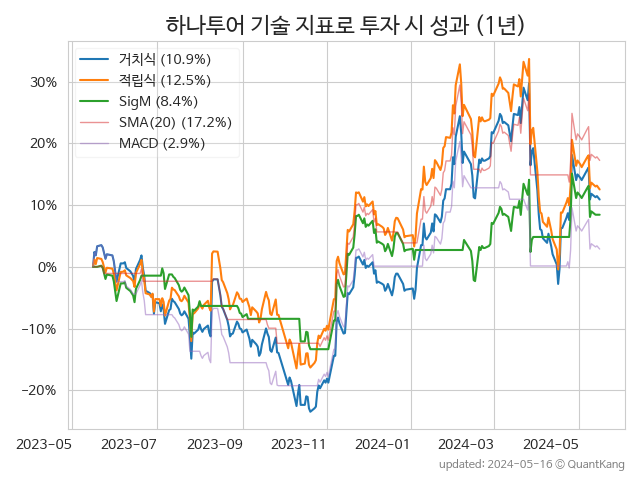 하나투어 기술 지표로 투자 시 성과 (1년)
거치식 (10.9%)
적립식 (12.5%)
SigM (8.4%)
SMA(20) (17.2%)
MACD (2.9%)
30%
20%
10%
0%
−10%
−20%
2023-05 2023-07 2023-09 2023-11 2024-01 2024-03 2024-05
updated: 2024-05-16 © QuantKang